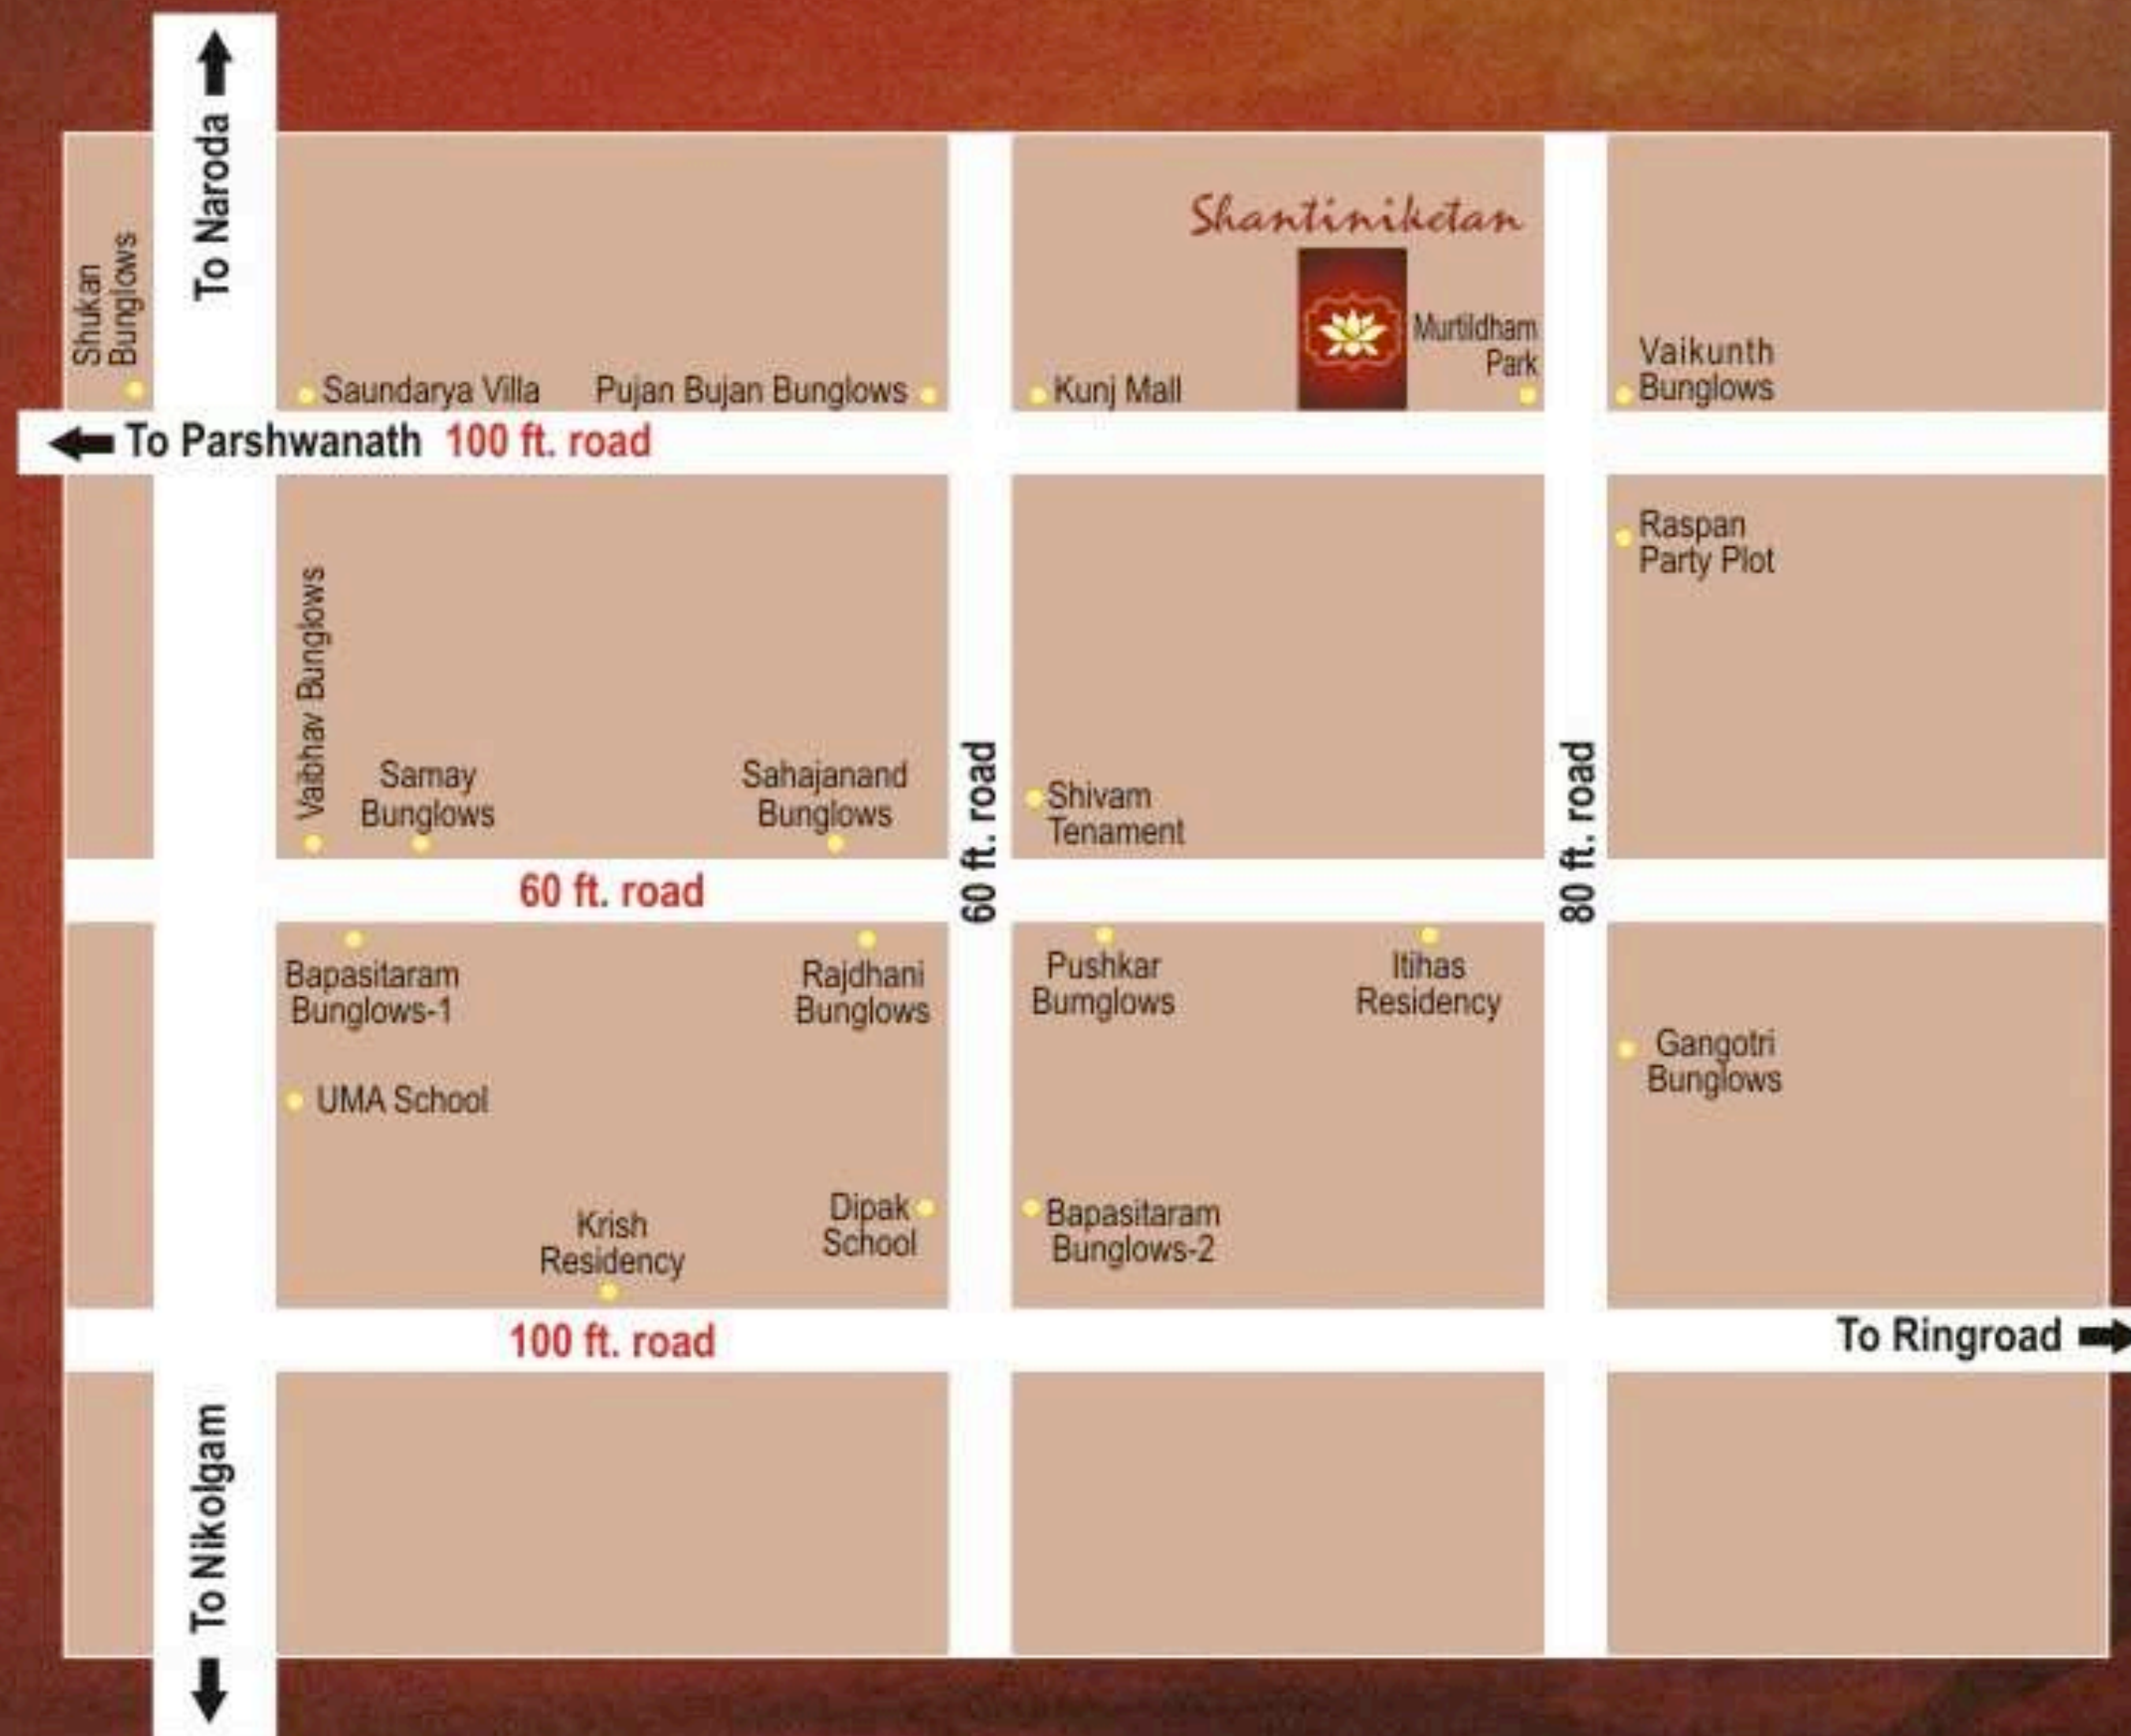 To Naroda
Shantiniketan
Shukan
Bunglows
Murtildham
Park
Vaikunth
Bunglows
Saundarya Villa
Pujan Bujan Bunglows
Kunj Mall
To Parshwanath 100 ft. road
Raspan
Party Plot
Vaibhav Bunglows
Samay
Bunglows
Sahajanand
Bunglows
Shivam
Tenament
60 ft. road
80 ft. road
60 ft. road
Bapasitaram
Bunglows-1
Rajdhani
Bunglows
Pushkar
Bumglows
Itihas
Residency
Gangotri
Bunglows
UMA School
Krish
Residency
Dipak
School
Bapasitaram
Bunglows-2
100 ft. road
To Ringroad
To Nikolgam